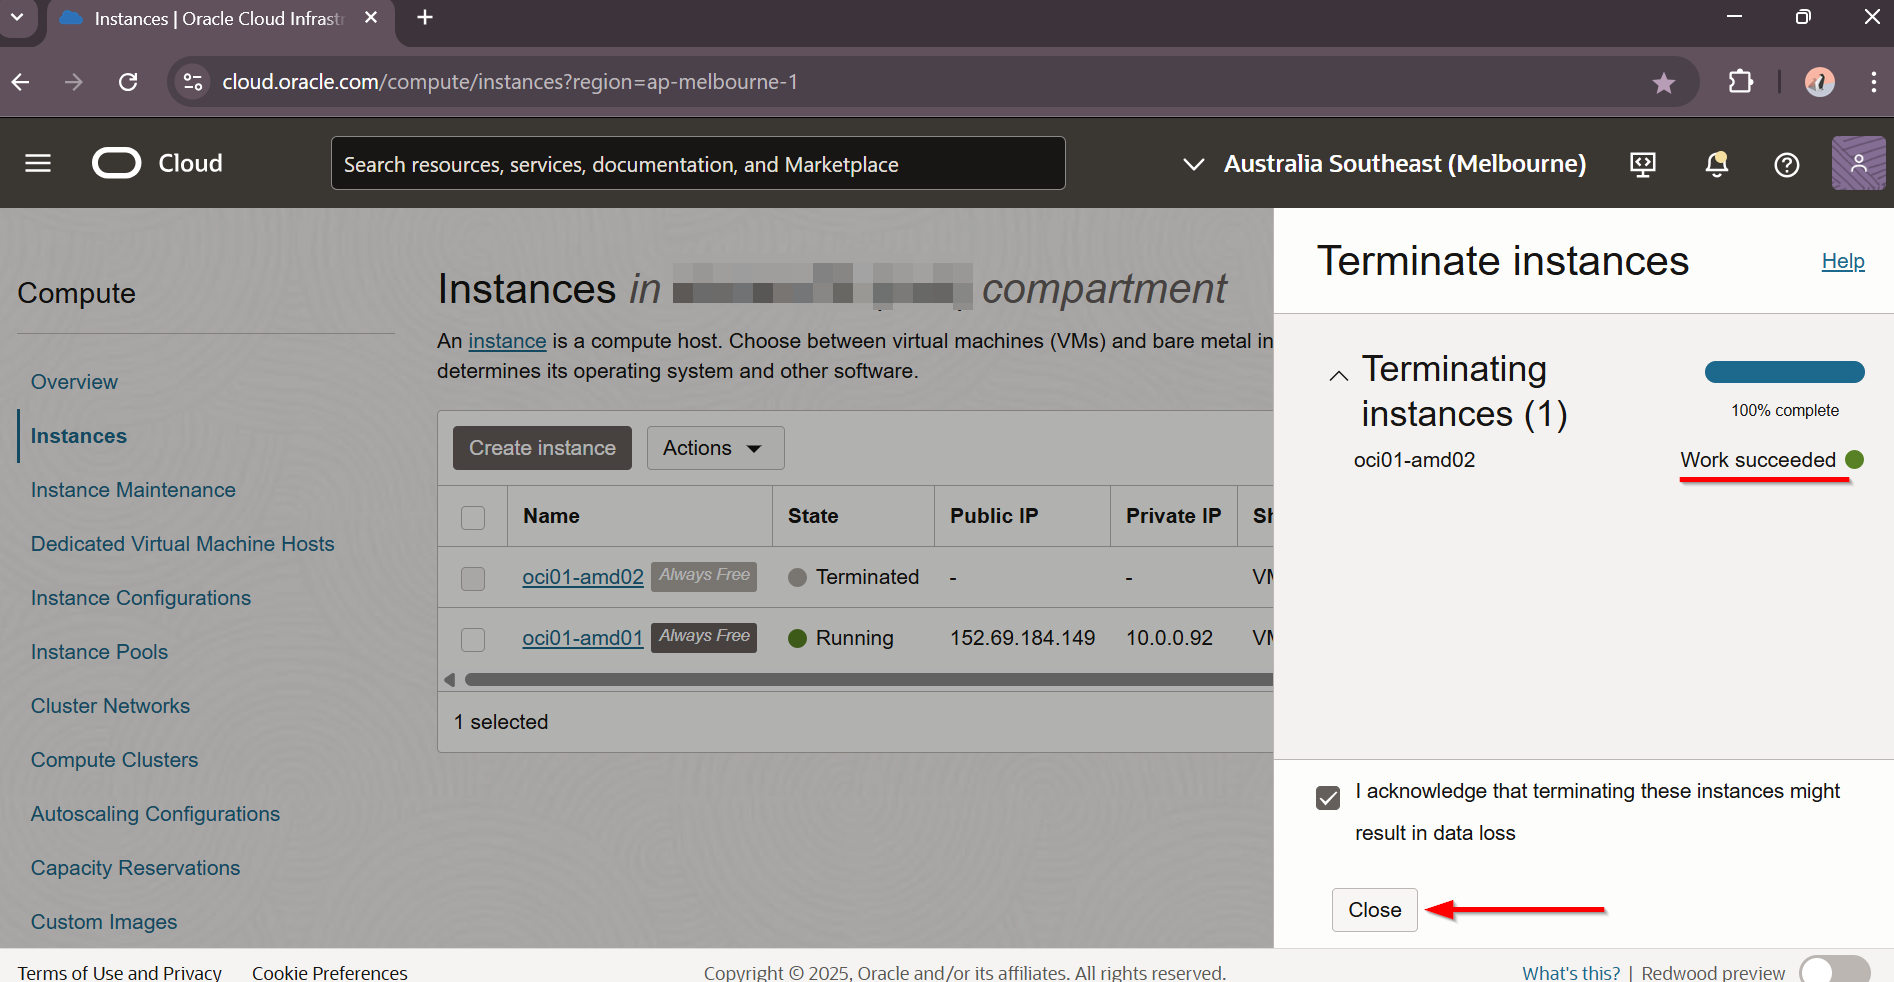 Instances | Oracle Cloud Infrastr
cloud.oracle.com/compute/instances?region=ap-melbourne-1
Cloud
Search resources, services, documentation, and Marketplace
Australia Southeast (Melbourne)
Compute
Overview
Instances
Instance Maintenance
Dedicated Virtual Machine Hosts
Instance Configurations
Instance Pools
Cluster Networks
Compute Clusters
Autoscaling Configurations
Capacity Reservations
Custom Images
Instances in compartment
An instance is a compute host. Choose between virtual machines (VMs) and bare metal in
determines its operating system and other software.
Create instance Actions
Name State Public IP Private IP Sh
oci01-amd02 Always Free Terminated - - VM
oci01-amd01 Always Free Running 152.69.184.149 10.0.0.92 VM
1 selected
Terminate instances
Help
Terminating
instances (1)
100% complete
oci01-amd02 Work succeeded
I acknowledge that terminating these instances might
result in data loss
Close
Terms of Use and Privacy Cookie Preferences Copyright © 2025, Oracle and/or its affiliates. All rights reserved. What's this? | Redwood preview